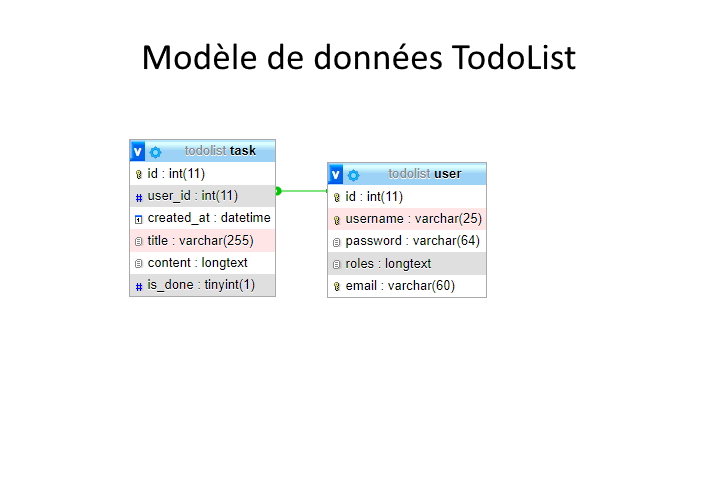 Modèle de données TodoList
v todolist task
id : int(11)
# user_id : int(11)
created_at : datetime
title : varchar(255)
content : longtext
# is_done : tinyint(1)
v todolist user
id : int(11)
username : varchar(25)
password : varchar(64)
roles : longtext
email : varchar(60)